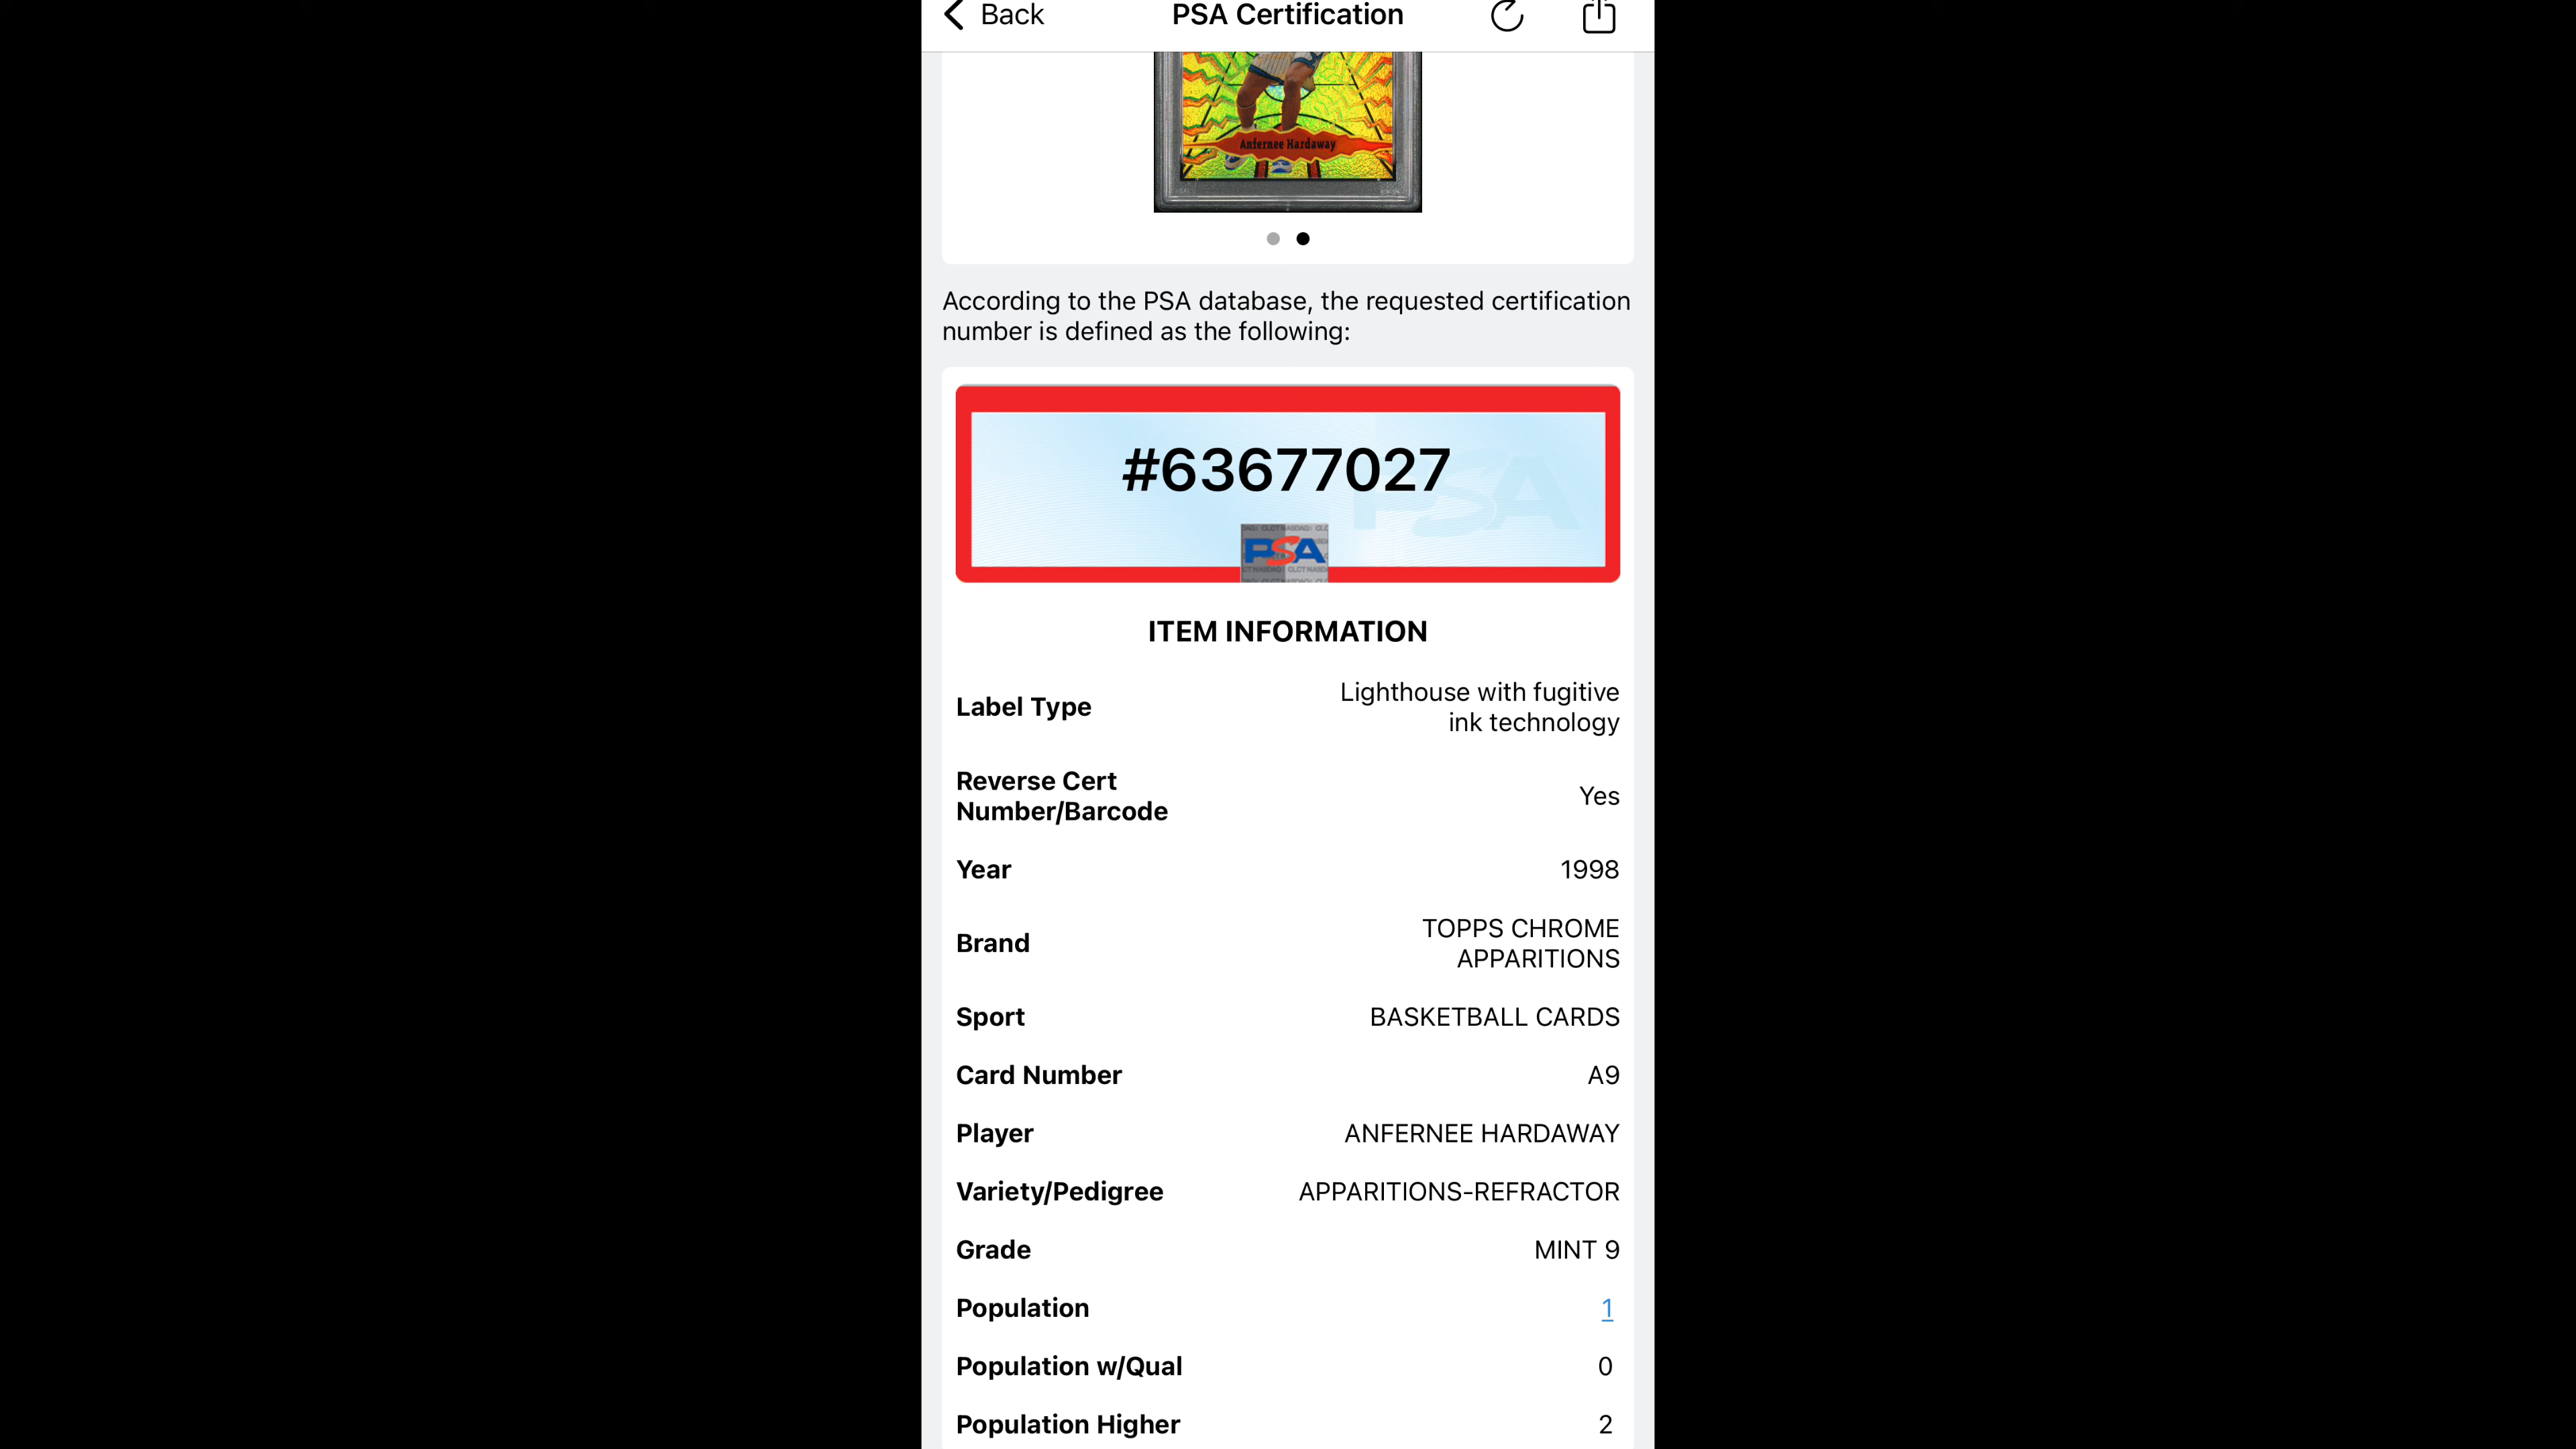 Back
PSA Certification
Anfernee Hardaway
According to the PSA database, the requested certification
number is defined as the following:
#63677027
PSA
PSA
ITEM INFORMATION
Label Type
Lighthouse with fugitive
ink technology
Reverse Cert
Number/Barcode
Yes
Year
1998
Brand
TOPPS CHROME
APPARITIONS
Sport
BASKETBALL CARDS
Card Number
A9
Player
ANFERNEE HARDAWAY
Variety/Pedigree
APPARITIONS-REFRACTOR
Grade
MINT 9
Population
1
Population w/Qual
0
Population Higher
2